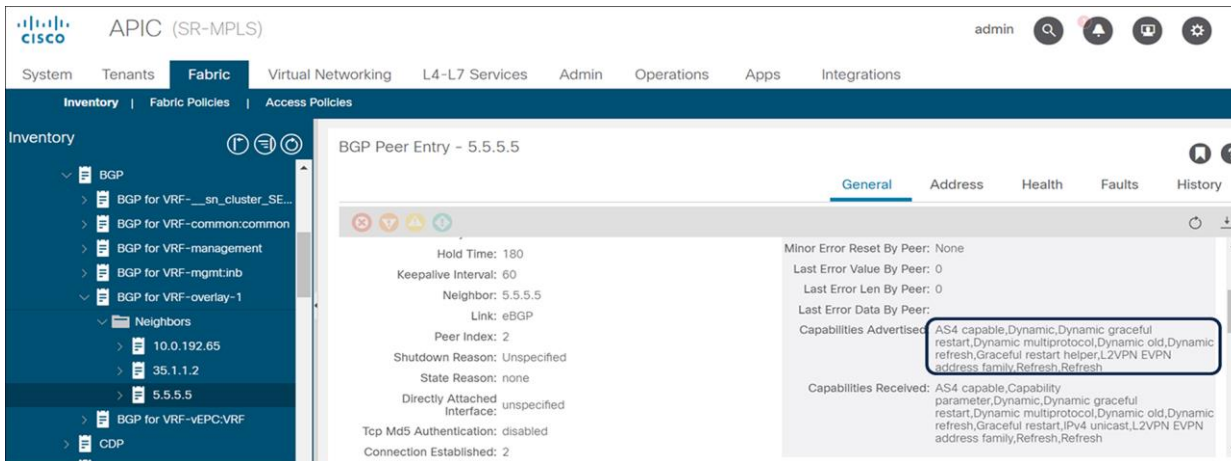 CISCO
APIC (SR-MPLS)
admin
System Tenants Fabric Virtual Networking L4-L7 Services Admin Operations Apps Integrations
Inventory | Fabric Policies | Access Policies
Inventory
BGP
BGP for VRF-__sn_cluster_SE...
BGP for VRF-common:common
BGP for VRF-management
BGP for VRF-mgmt:inb
BGP for VRF-overlay-1
Neighbors
10.0.192.65
35.1.1.2
5.5.5.5
BGP for VRF-vEPC:VRF
CDP
BGP Peer Entry - 5.5.5.5
General Address Health Faults History
Hold Time: 180
Keepalive Interval: 60
Neighbor: 5.5.5.5
Link: eBGP
Peer Index: 2
Shutdown Reason: Unspecified
State Reason: none
Directly Attached
Interface: unspecified
Tcp Md5 Authentication: disabled
Connection Established: 2
Minor Error Reset By Peer: None
Last Error Value By Peer: 0
Last Error Len By Peer: 0
Last Error Data By Peer:
Capabilities Advertised: AS4 capable,Dynamic,Dynamic graceful
restart,Dynamic multiprotocol,Dynamic old,Dynamic
refresh,Graceful restart helper,L2VPN EVPN
address family,Refresh,Refresh
Capabilities Received: AS4 capable,Capability
parameter,Dynamic,Dynamic graceful
restart,Dynamic multiprotocol,Dynamic old,Dynamic
refresh,Graceful restart,IPv4 unicast,L2VPN EVPN
address family,Refresh,Refresh